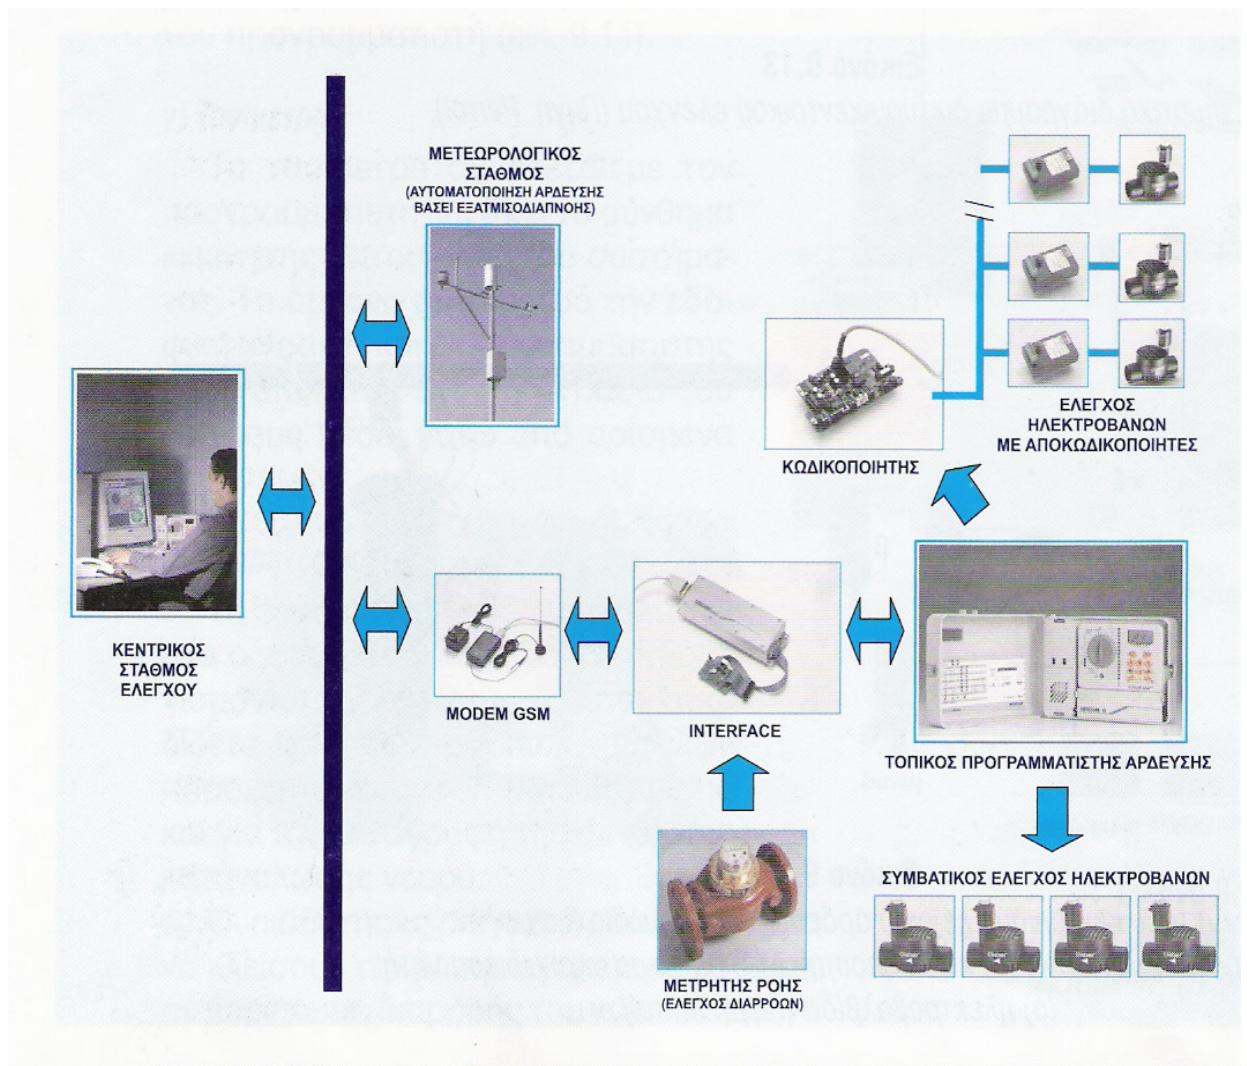 ΜΕΤΕΩΡΟΛΟΓΙΚΟΣ
ΣΤΑΘΜΟΣ
(ΑΥΤΟΜΑΤΟΠΟΙΗΣΗ ΑΡΔΕΥΣΗΣ
ΒΑΣΕΙ ΕΞΑΤΜΙΣΟΔΙΑΠΝΟΗΣ)
ΕΛΕΓΧΟΣ
ΗΛΕΚΤΡΟΒΑΝΩΝ
ΜΕ ΑΠΟΚΩΔΙΚΟΠΟΙΗΤΕΣ
ΚΩΔΙΚΟΠΟΙΗΤΗΣ
ΚΕΝΤΡΙΚΟΣ
ΣΤΑΘΜΟΣ
ΕΛΕΓΧΟΥ
MODEM GSM
INTERFACE
ΤΟΠΙΚΟΣ ΠΡΟΓΡΑΜΜΑΤΙΣΤΗΣ ΑΡΔΕΥΣΗΣ
ΣΥΜΒΑΤΙΚΟΣ ΕΛΕΓΧΟΣ ΗΛΕΚΤΡΟΒΑΝΩΝ
ΜΕΤΡΗΤΗΣ ΡΟΗΣ
(ΕΛΕΓΧΟΣ ΔΙΑΡΡΟΩΝ)